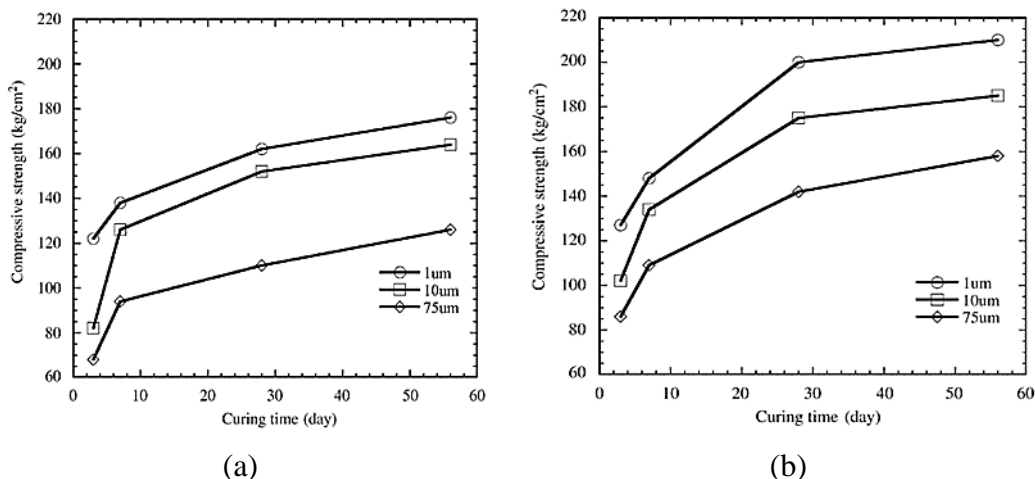 220
200
180
160
140
120
100
80
60
Compressive strength (kg/cm²)
1um
10um
75um
0 10 20 30 40 50 60
Curing time (day)
(a)
220
200
180
160
140
120
100
80
60
Compressive strength (kg/cm²)
1um
10um
75um
0 10 20 30 40 50 60
Curing time (day)
(b)